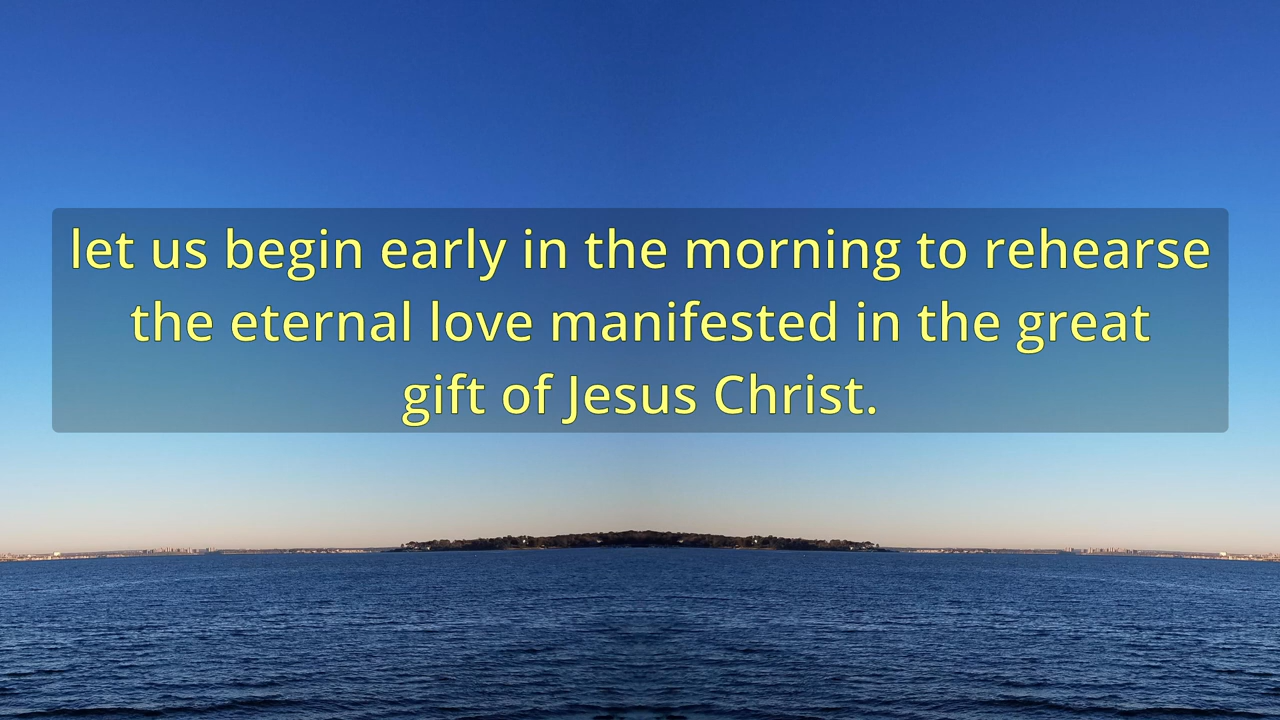 let us begin early in the morning to rehearse
the eternal love manifested in the great
gift of Jesus Christ.